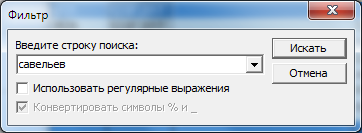 Фильтр
Введите строку поиска:
Искать
савельев
Отмена
Использовать регулярные выражения
Конвертировать символы % и _